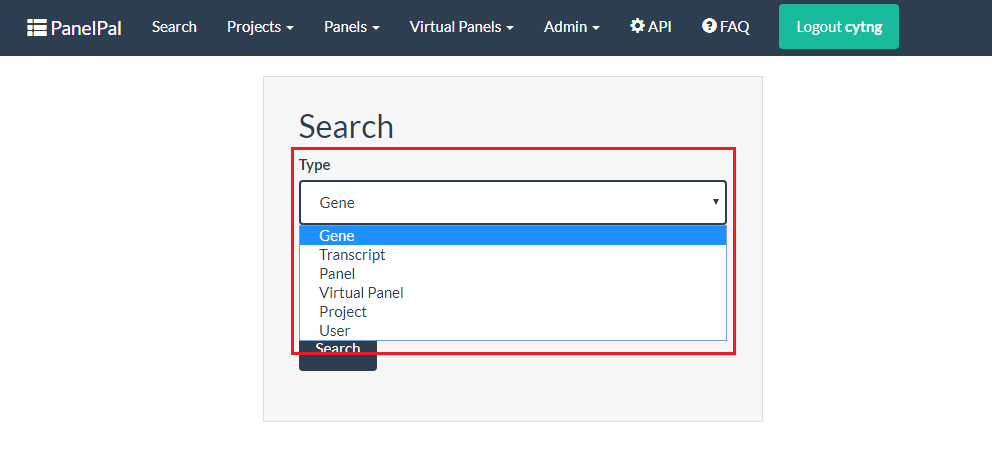 PanelPal Search Projects Panels Virtual Panels Admin API FAQ Logout cytng
Search
Type
Gene
Gene
Transcript
Panel
Virtual Panel
Project
User
Search